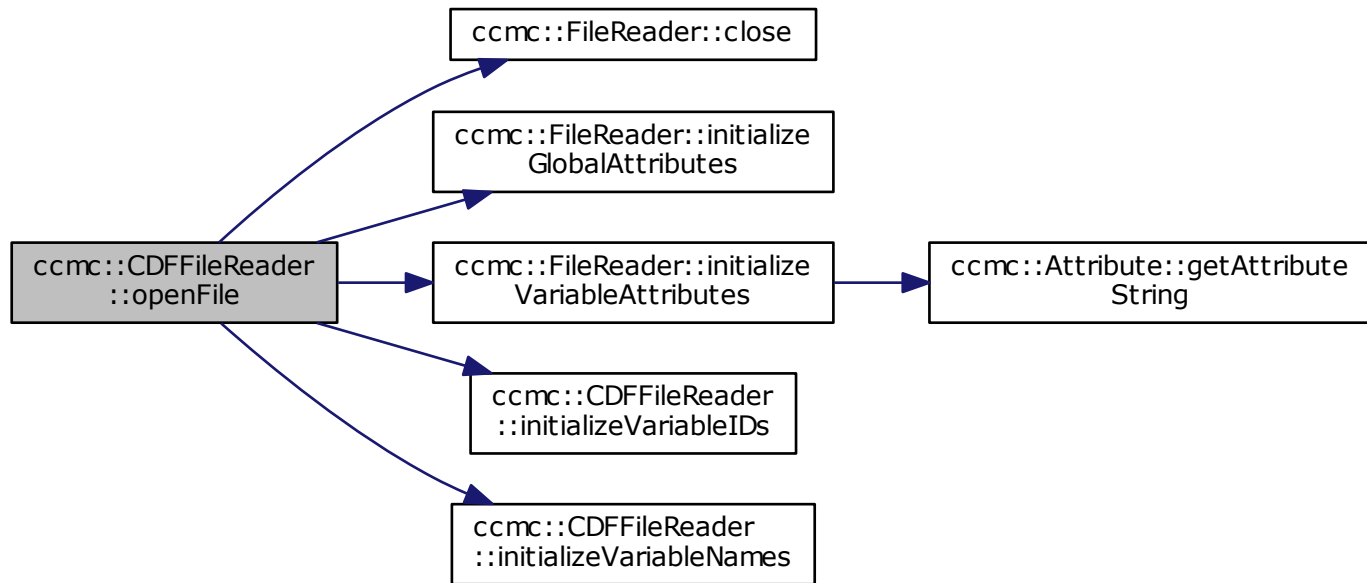 ccmc::FileReader::close
ccmc::FileReader::initialize
GlobalAttributes
ccmc::CDFFileReader
::openFile
ccmc::FileReader::initialize
VariableAttributes
ccmc::Attribute::getAttribute
String
ccmc::CDFFileReader
::initializeVariableIDs
ccmc::CDFFileReader
::initializeVariableNames